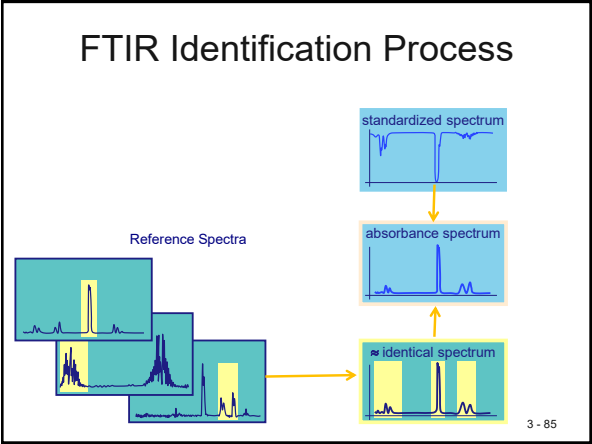 FTIR Identification Process
standardized spectrum
absorbance spectrum
Reference Spectra
≈ identical spectrum
3 - 85